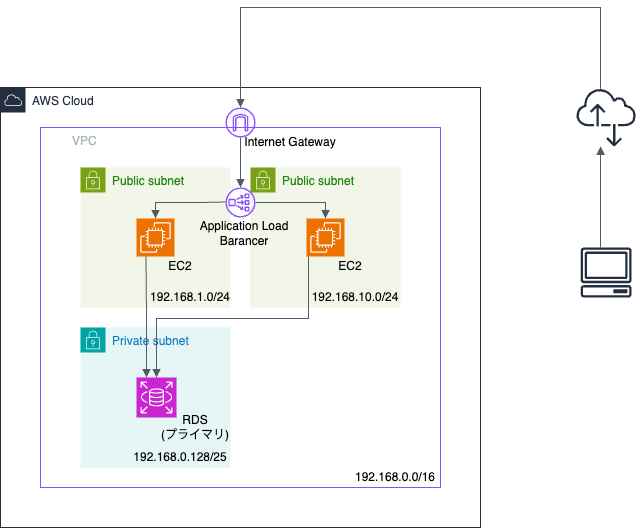 AWS Cloud
Internet Gateway
VPC
Public subnet
Public subnet
Application Load
Barancer
EC2
EC2
192.168.1.0/24
192.168.10.0/24
Private subnet
RDS
(プライマリ)
192.168.0.128/25
192.168.0.0/16